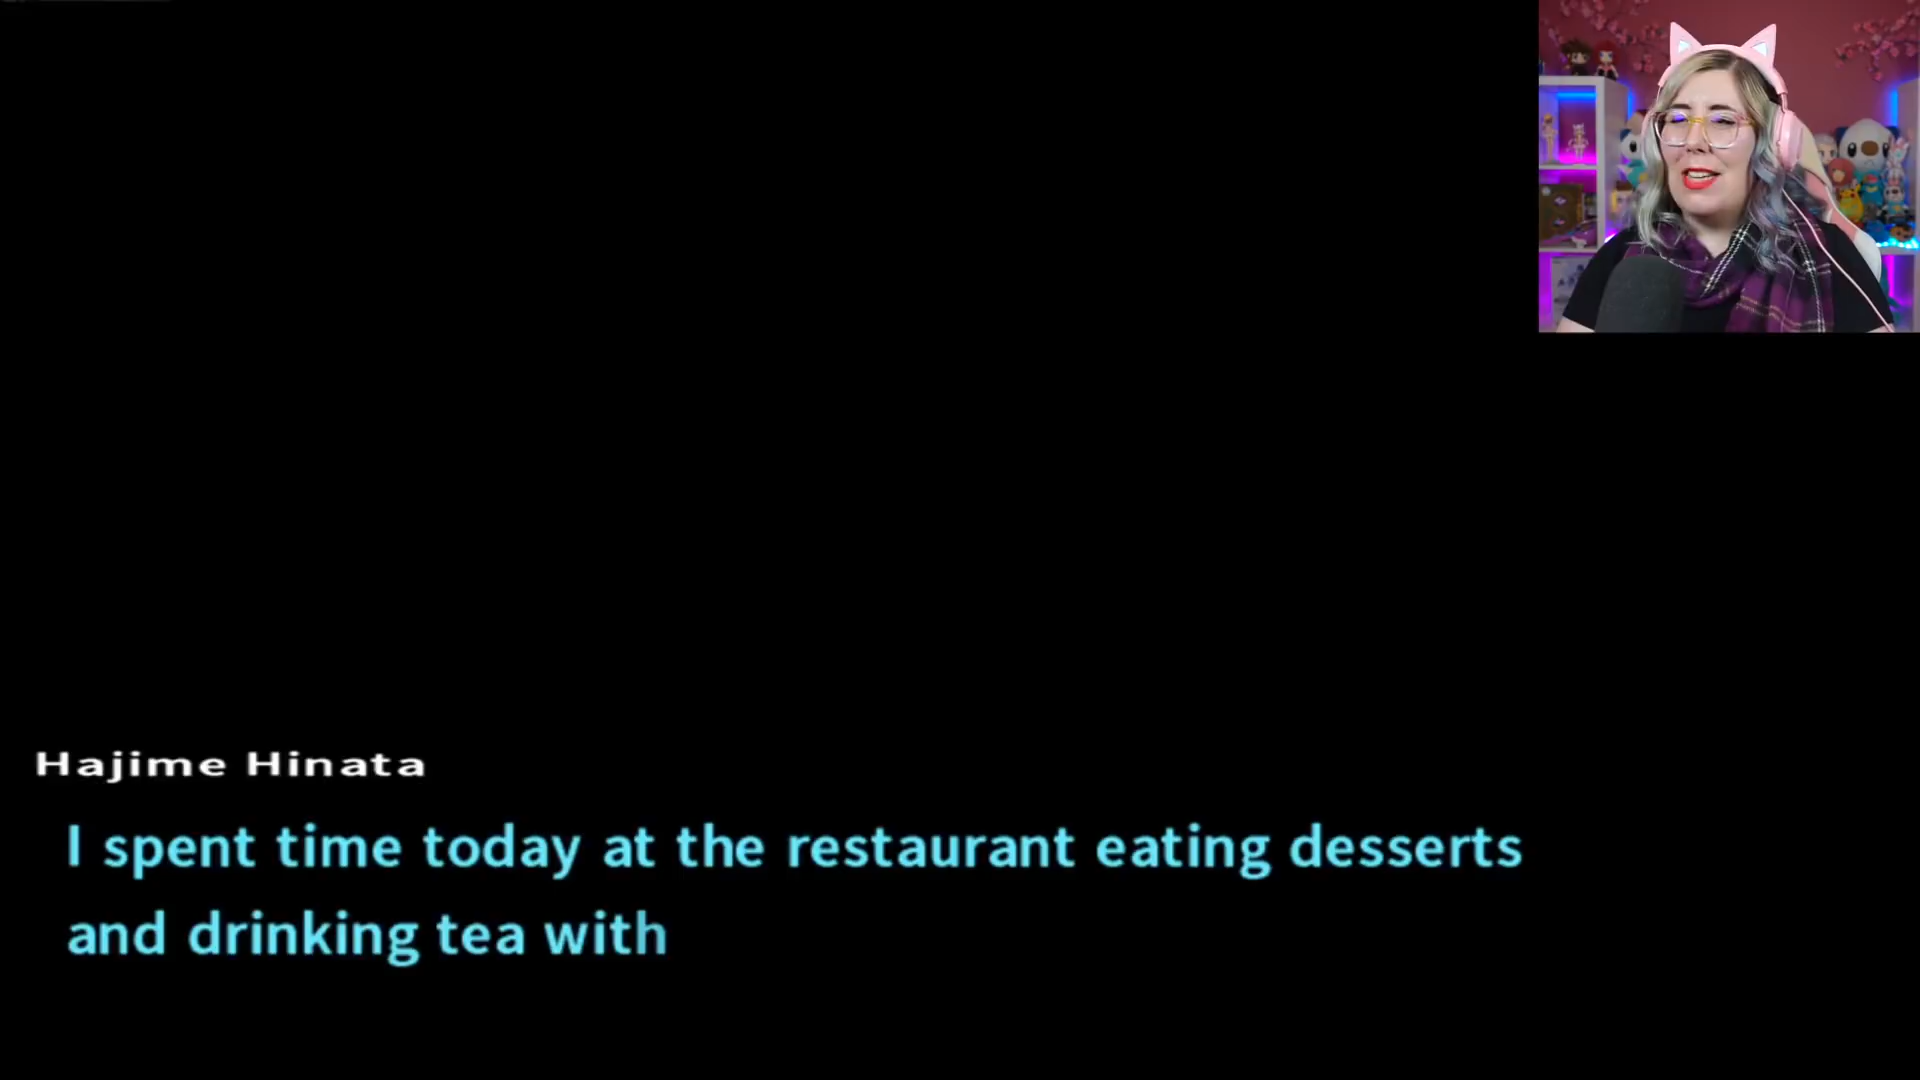 Hajime Hinata
I spent time today at the restaurant eating desserts
and drinking tea with